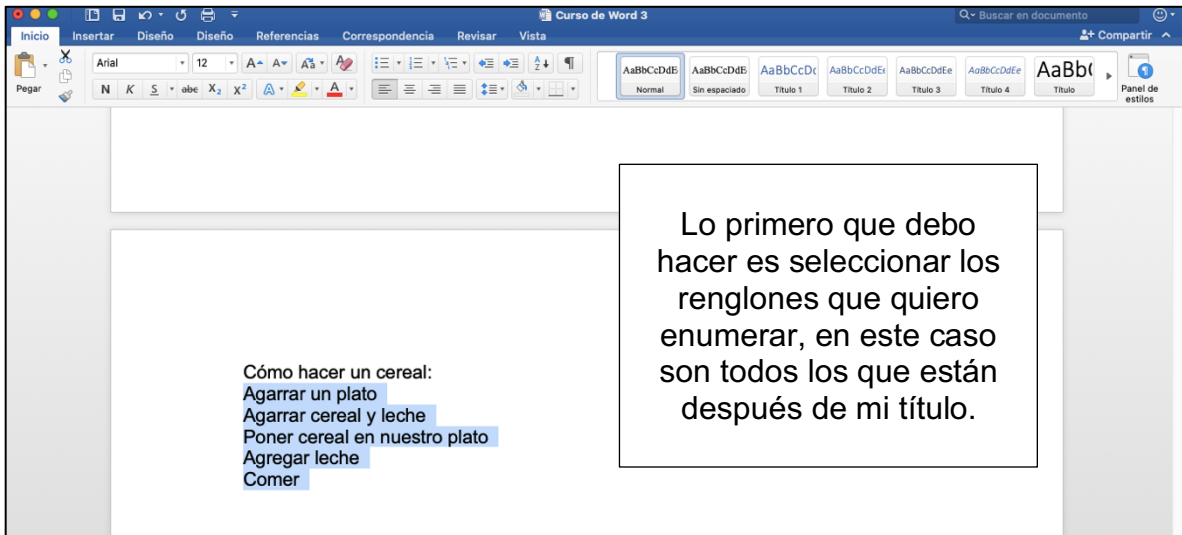 Curso de Word 3
Buscar en documento
Inicio Insertar Diseño Diseño Referencias Correspondencia Revisar Vista
Compartir
Pegar
Arial 12
N K S abc X₂ X²
AaBbCcDdE AaBbCcDdE AaBbCcDc AaBbCcDdEe AaBbCcDdEe AaBbCcDdEe AaBb(
Normal Sin espaciado Título 1 Título 2 Título 3 Título 4 Título
Panel de
estilos
Lo primero que debo
hacer es seleccionar los
renglones que quiero
enumerar, en este caso
son todos los que están
después de mi título.
Cómo hacer un cereal:
Agarrar un plato
Agarrar cereal y leche
Poner cereal en nuestro plato
Agregar leche
Comer